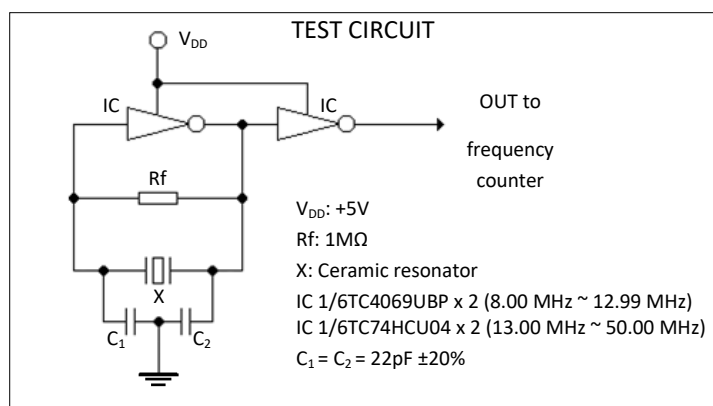 TEST CIRCUIT
V_DD
IC
IC
OUT to
frequency
counter
Rf
X
C₁
C₂
V_DD: +5V
Rf: 1MΩ
X: Ceramic resonator
IC 1/6TC4069UBP x 2 (8.00 MHz ~ 12.99 MHz)
IC 1/6TC74HCU04 x 2 (13.00 MHz ~ 50.00 MHz)
C₁ = C₂ = 22pF ±20%